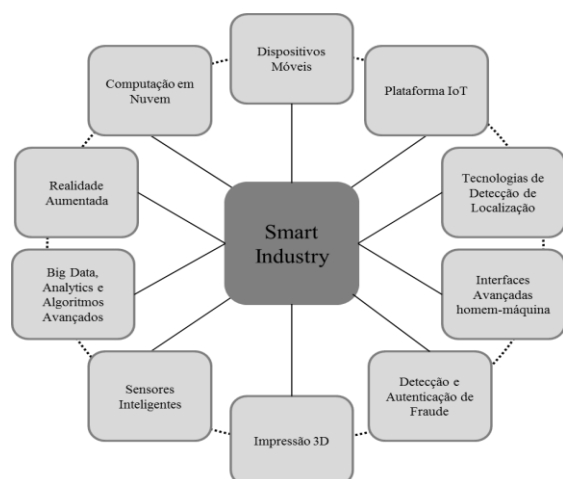 Dispositivos
Móveis
Computação em
Nuvem
Plataforma IoT
Realidade
Aumentada
Tecnologias de
Detecção de
Localização
Smart
Industry
Big Data,
Analytics e
Algoritmos
Avançados
Interfaces
Avançadas
homem-máquina
Sensores
Inteligentes
Detecção e
Autenticação de
Fraude
Impressão 3D